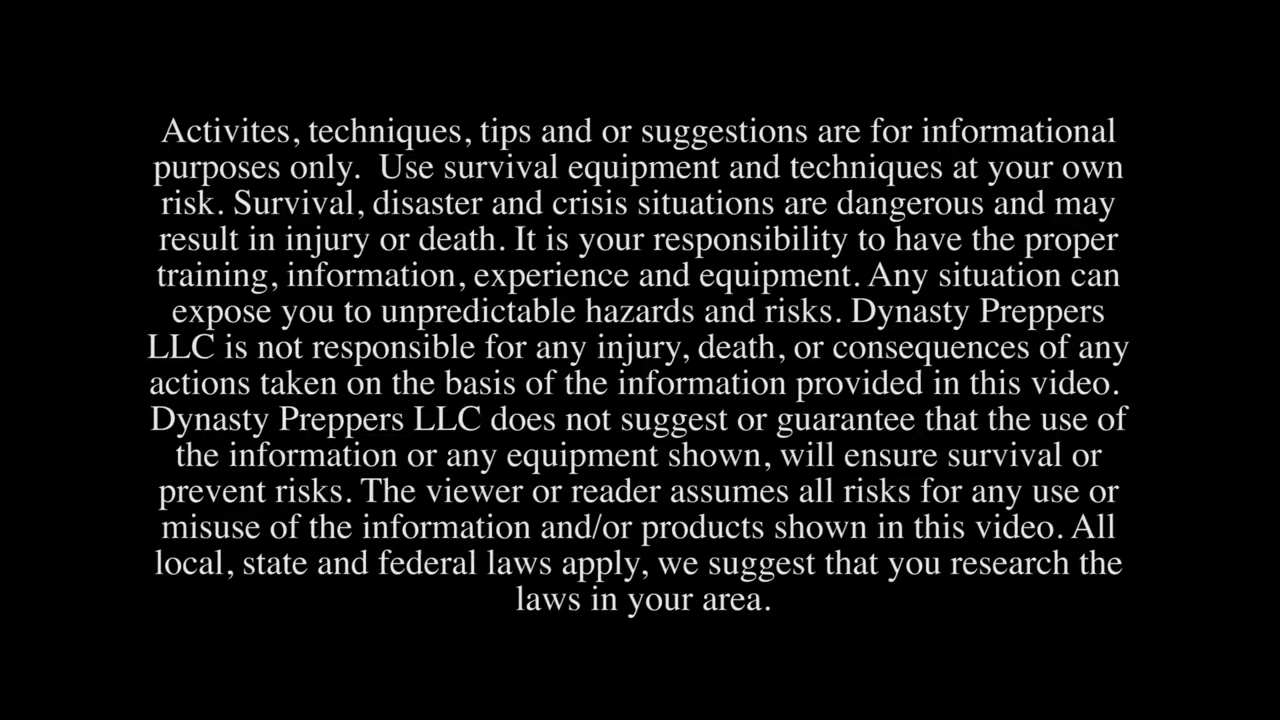 Activites, techniques, tips and or suggestions are for informational
purposes only.  Use survival equipment and techniques at your own
risk. Survival, disaster and crisis situations are dangerous and may
result in injury or death. It is your responsibility to have the proper
training, information, experience and equipment. Any situation can
expose you to unpredictable hazards and risks. Dynasty Preppers
LLC is not responsible for any injury, death, or consequences of any
actions taken on the basis of the information provided in this video.
Dynasty Preppers LLC does not suggest or guarantee that the use of
the information or any equipment shown, will ensure survival or
prevent risks. The viewer or reader assumes all risks for any use or
misuse of the information and/or products shown in this video. All
local, state and federal laws apply, we suggest that you research the
laws in your area.